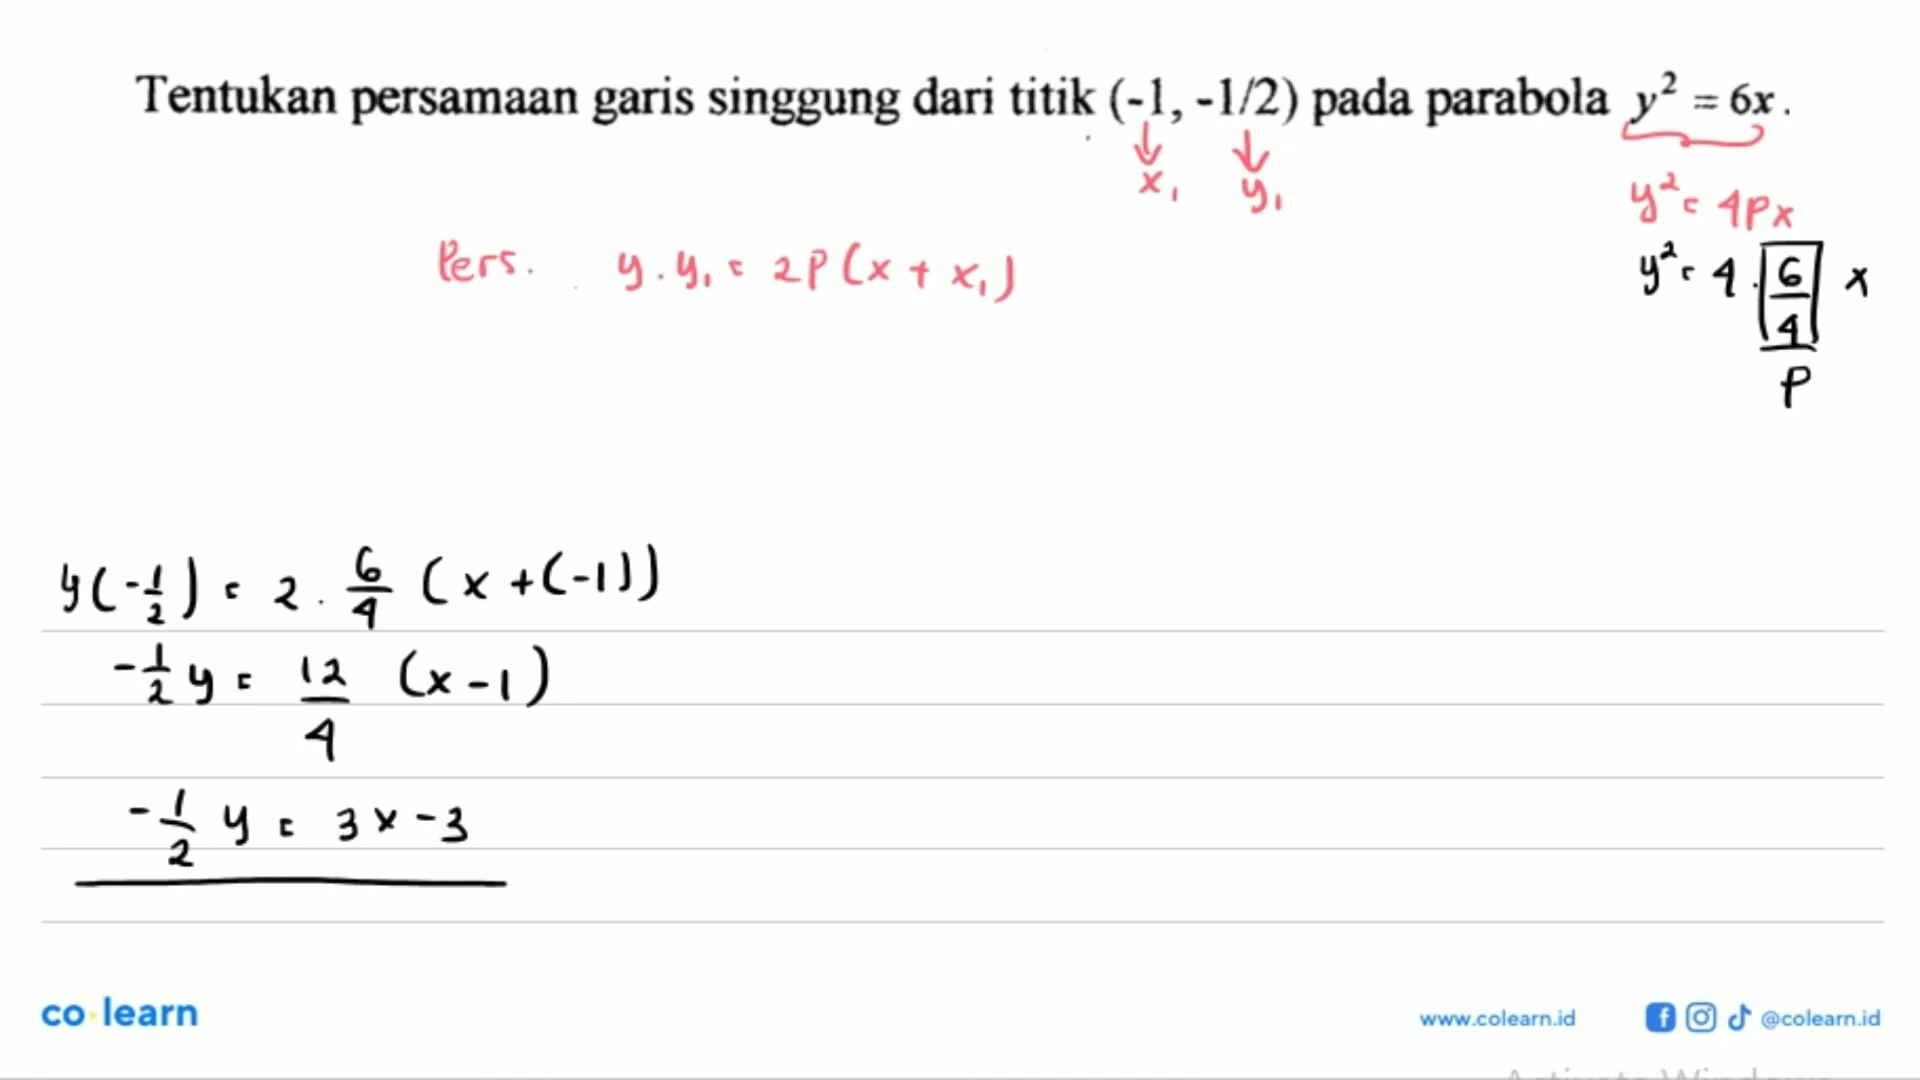 Tentukan persamaan garis singgung dari titik (-1, -1/2) pada parabola y² = 6x.
x₁ y₁
y² = 4px
Pers. y . y₁ = 2p(x + x₁)
y² = 4 . 6/4 x
p
y(-1/2) = 2 . 6/4 (x + (-1))
-1/2 y = 12/4 (x - 1)
-1/2 y = 3x - 3
co learn
www.colearn.id
@colearn.id